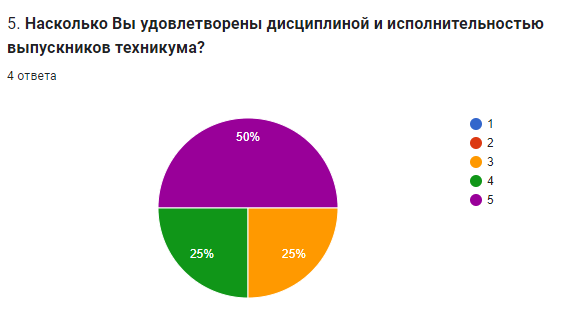 5. Насколько Вы удовлетворены дисциплиной и исполнительностью
выпускников техникума?
4 ответа
50%
25%
25%
1
2
3
4
5